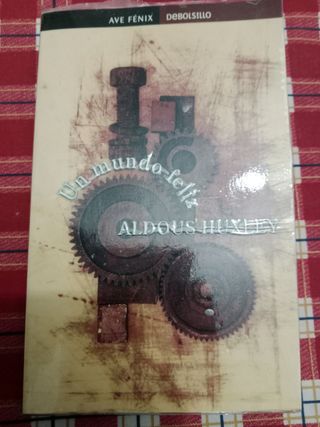 AVE FÉNIX DEBOLSILLO
Un mundo feliz
ALDOUS HUXLEY